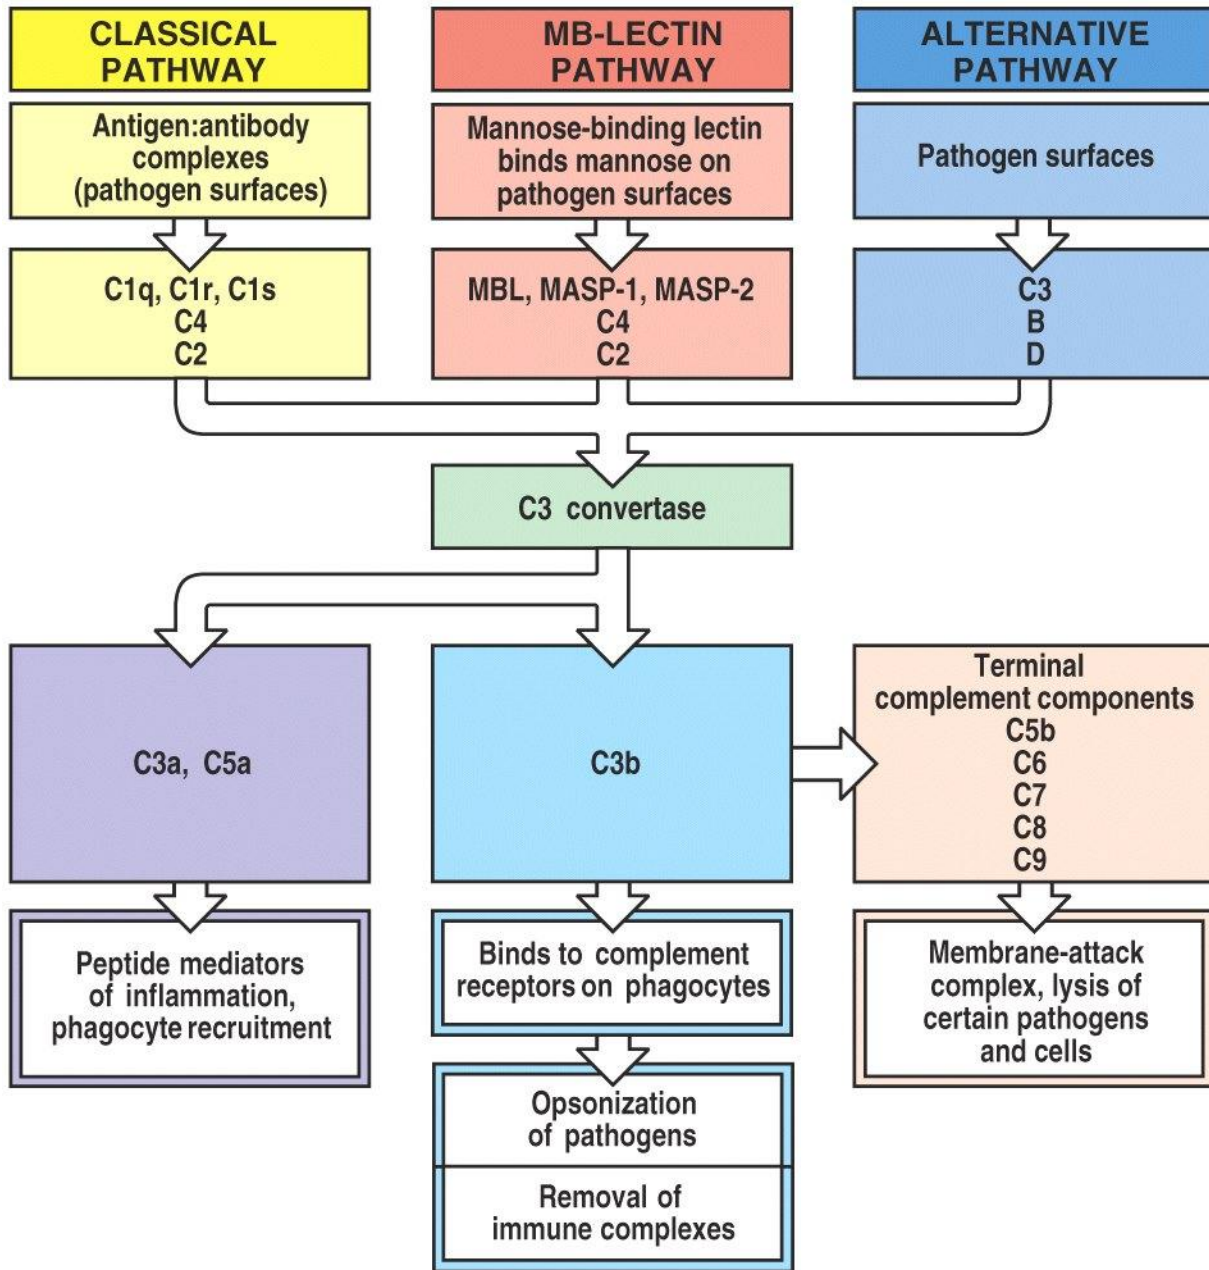 CLASSICAL
PATHWAY
MB-LECTIN
PATHWAY
ALTERNATIVE
PATHWAY
Antigen:antibody
complexes
(pathogen surfaces)
Mannose-binding lectin
binds mannose on
pathogen surfaces
Pathogen surfaces
C1q, C1r, C1s
C4
C2
MBL, MASP-1, MASP-2
C4
C2
C3
B
D
C3 convertase
C3a, C5a
C3b
Terminal
complement components
C5b
C6
C7
C8
C9
Peptide mediators
of inflammation,
phagocyte recruitment
Binds to complement
receptors on phagocytes
Membrane-attack
complex, lysis of
certain pathogens
and cells
Opsonization
of pathogens
Removal of
immune complexes